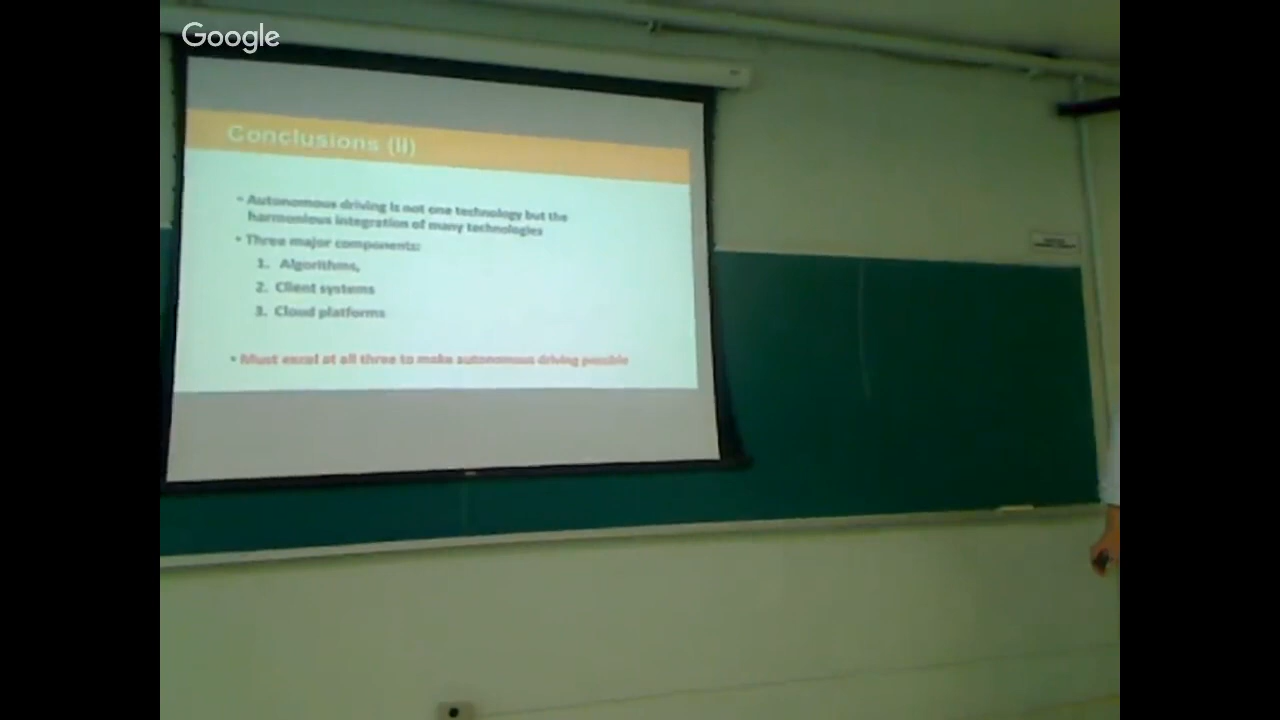 Google
Conclusions (II)
• Autonomous driving is not one technology but the
harmonious integration of many technologies
• Three major components:
1. Algorithms,
2. Client systems
3. Cloud platforms
• Must excel at all three to make autonomous driving possible